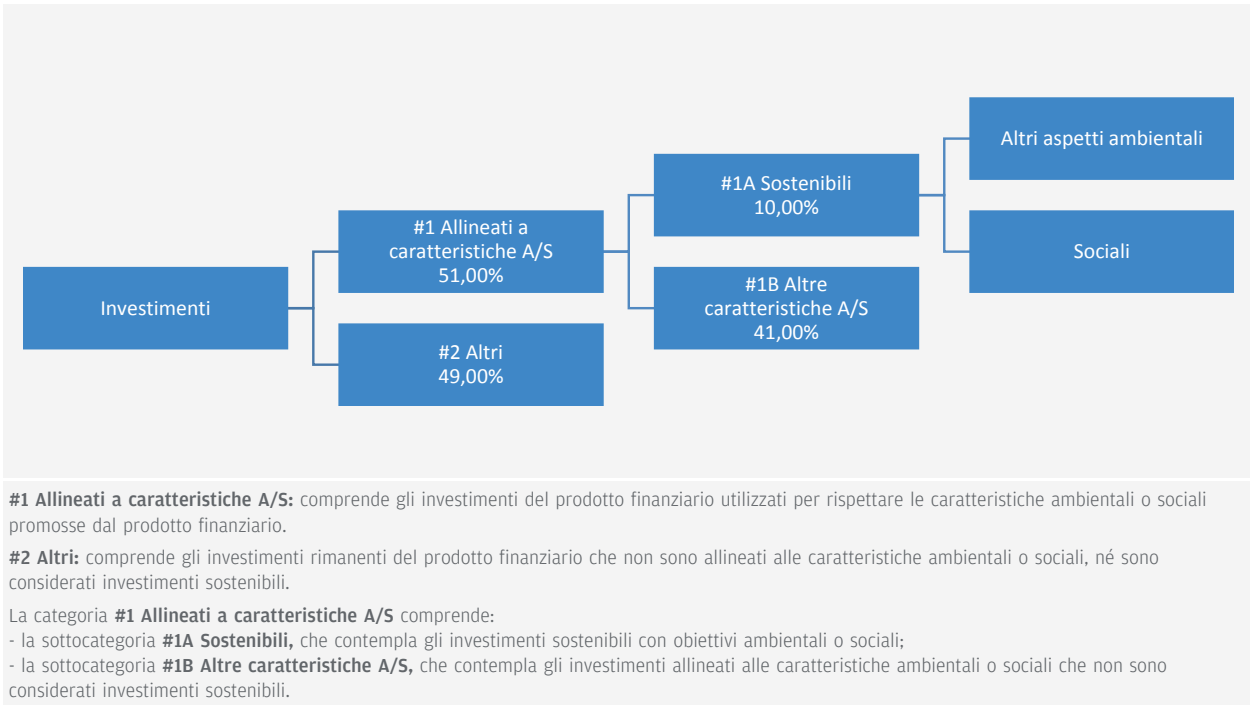 Investimenti
#1 Allineati a
caratteristiche A/S
51,00%
#2 Altri
49,00%
#1A Sostenibili
10,00%
#1B Altre
caratteristiche A/S
41,00%
Altri aspetti ambientali
Sociali
#1 Allineati a caratteristiche A/S: comprende gli investimenti del prodotto finanziario utilizzati per rispettare le caratteristiche ambientali o sociali
promosse dal prodotto finanziario.
#2 Altri: comprende gli investimenti rimanenti del prodotto finanziario che non sono allineati alle caratteristiche ambientali o sociali, né sono
considerati investimenti sostenibili.
La categoria #1 Allineati a caratteristiche A/S comprende:
- la sottocategoria #1A Sostenibili, che contempla gli investimenti sostenibili con obiettivi ambientali o sociali;
- la sottocategoria #1B Altre caratteristiche A/S, che contempla gli investimenti allineati alle caratteristiche ambientali o sociali che non sono
considerati investimenti sostenibili.